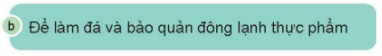 b Để làm đá và bảo quản đông lạnh thực phẩm